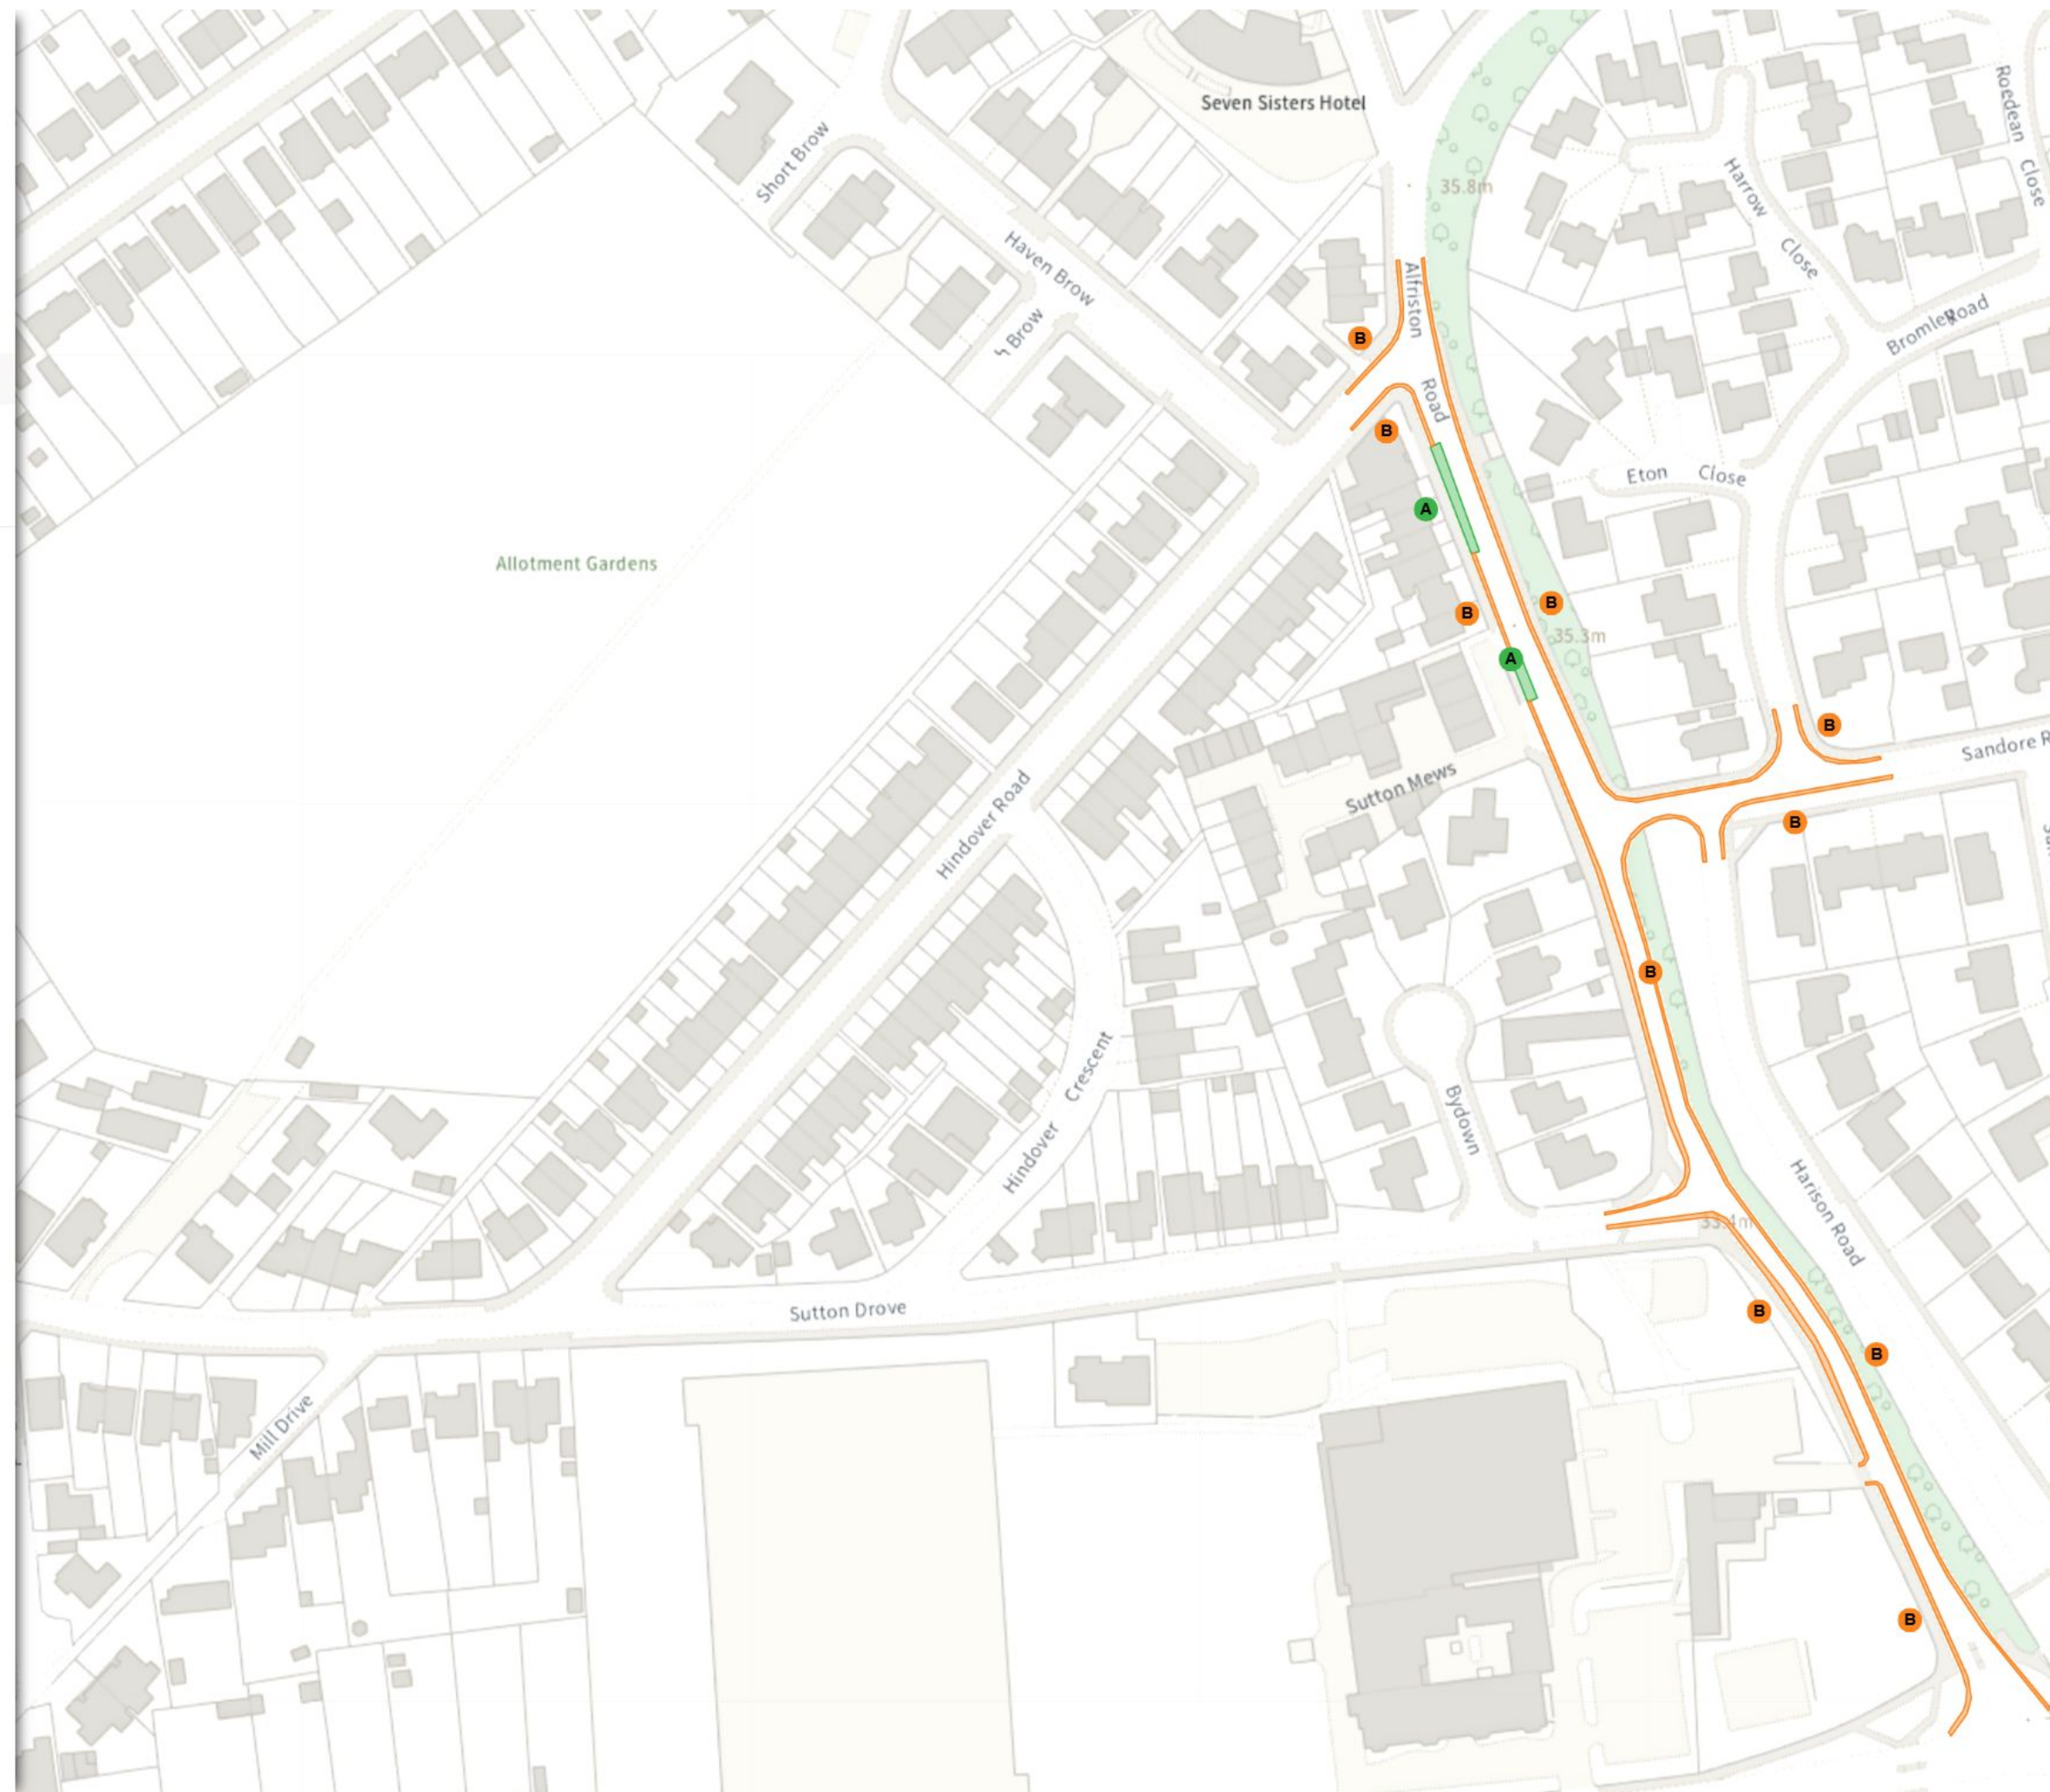 Seven Sisters Hotel
Roedean Close
Short Brow
35.8m
Harrow Close
Haven Brow
Alfriston Road
Brow
Bromley Road
B
B
Eton Close
A
Allotment Gardens
B
B
35.3m
A
B
Sandore R
Sutton Mews
Hindover Road
B
B
Hindover Crescent
Bydown
Harison Road
33.4m
Sutton Drove
B
B
Mill Drive
B